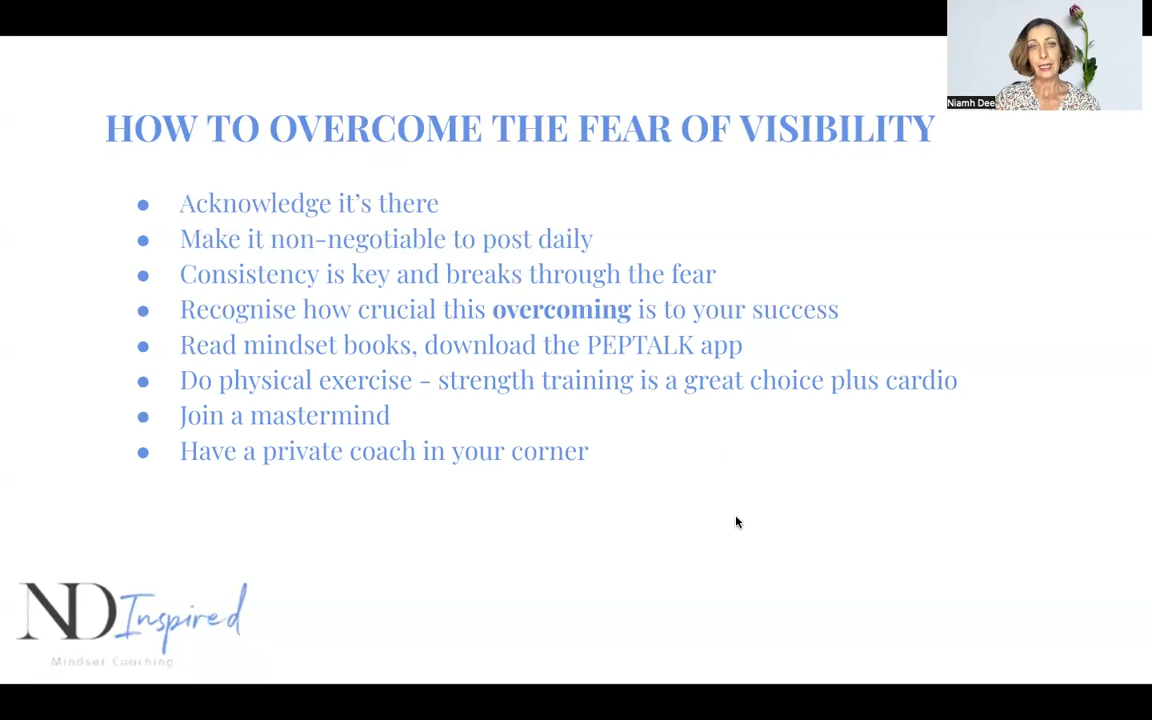 Niamh Dee
HOW TO OVERCOME THE FEAR OF VISIBILITY
● Acknowledge it’s there
● Make it non-negotiable to post daily
● Consistency is key and breaks through the fear
● Recognise how crucial this overcoming is to your success
● Read mindset books, download the PEPTALK app
● Do physical exercise - strength training is a great choice plus cardio
● Join a mastermind
● Have a private coach in your corner
ND Inspired
Mindset Coaching